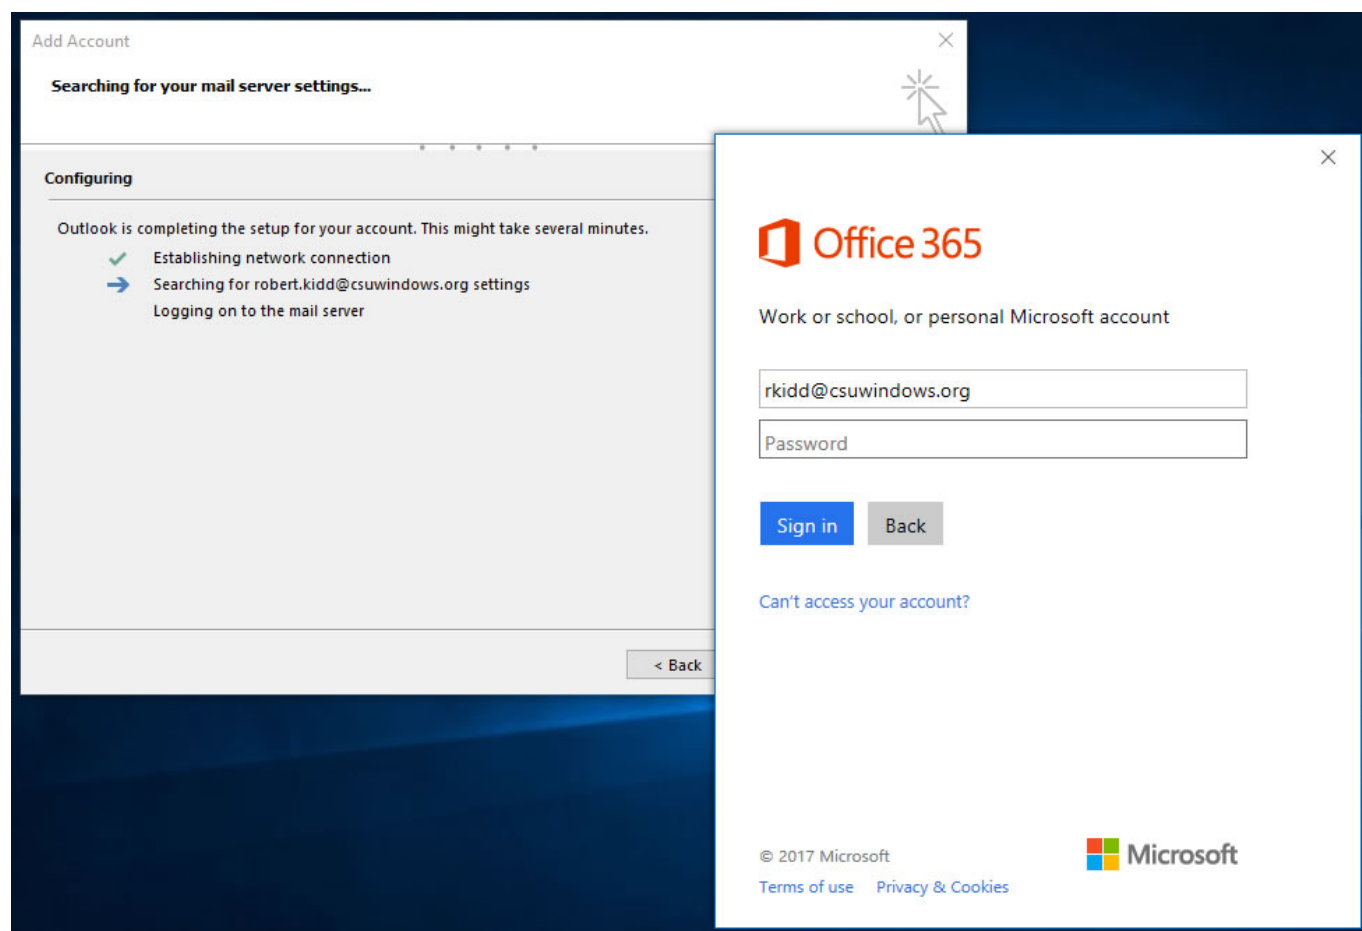 Add Account
Searching for your mail server settings...
Configuring
Outlook is completing the setup for your account. This might take several minutes.
Establishing network connection
Searching for robert.kidd@csuwindows.org settings
Logging on to the mail server
< Back
Office 365
Work or school, or personal Microsoft account
rkidd@csuwindows.org
Password
Sign in Back
Can't access your account?
© 2017 Microsoft
Microsoft
Terms of use Privacy & Cookies